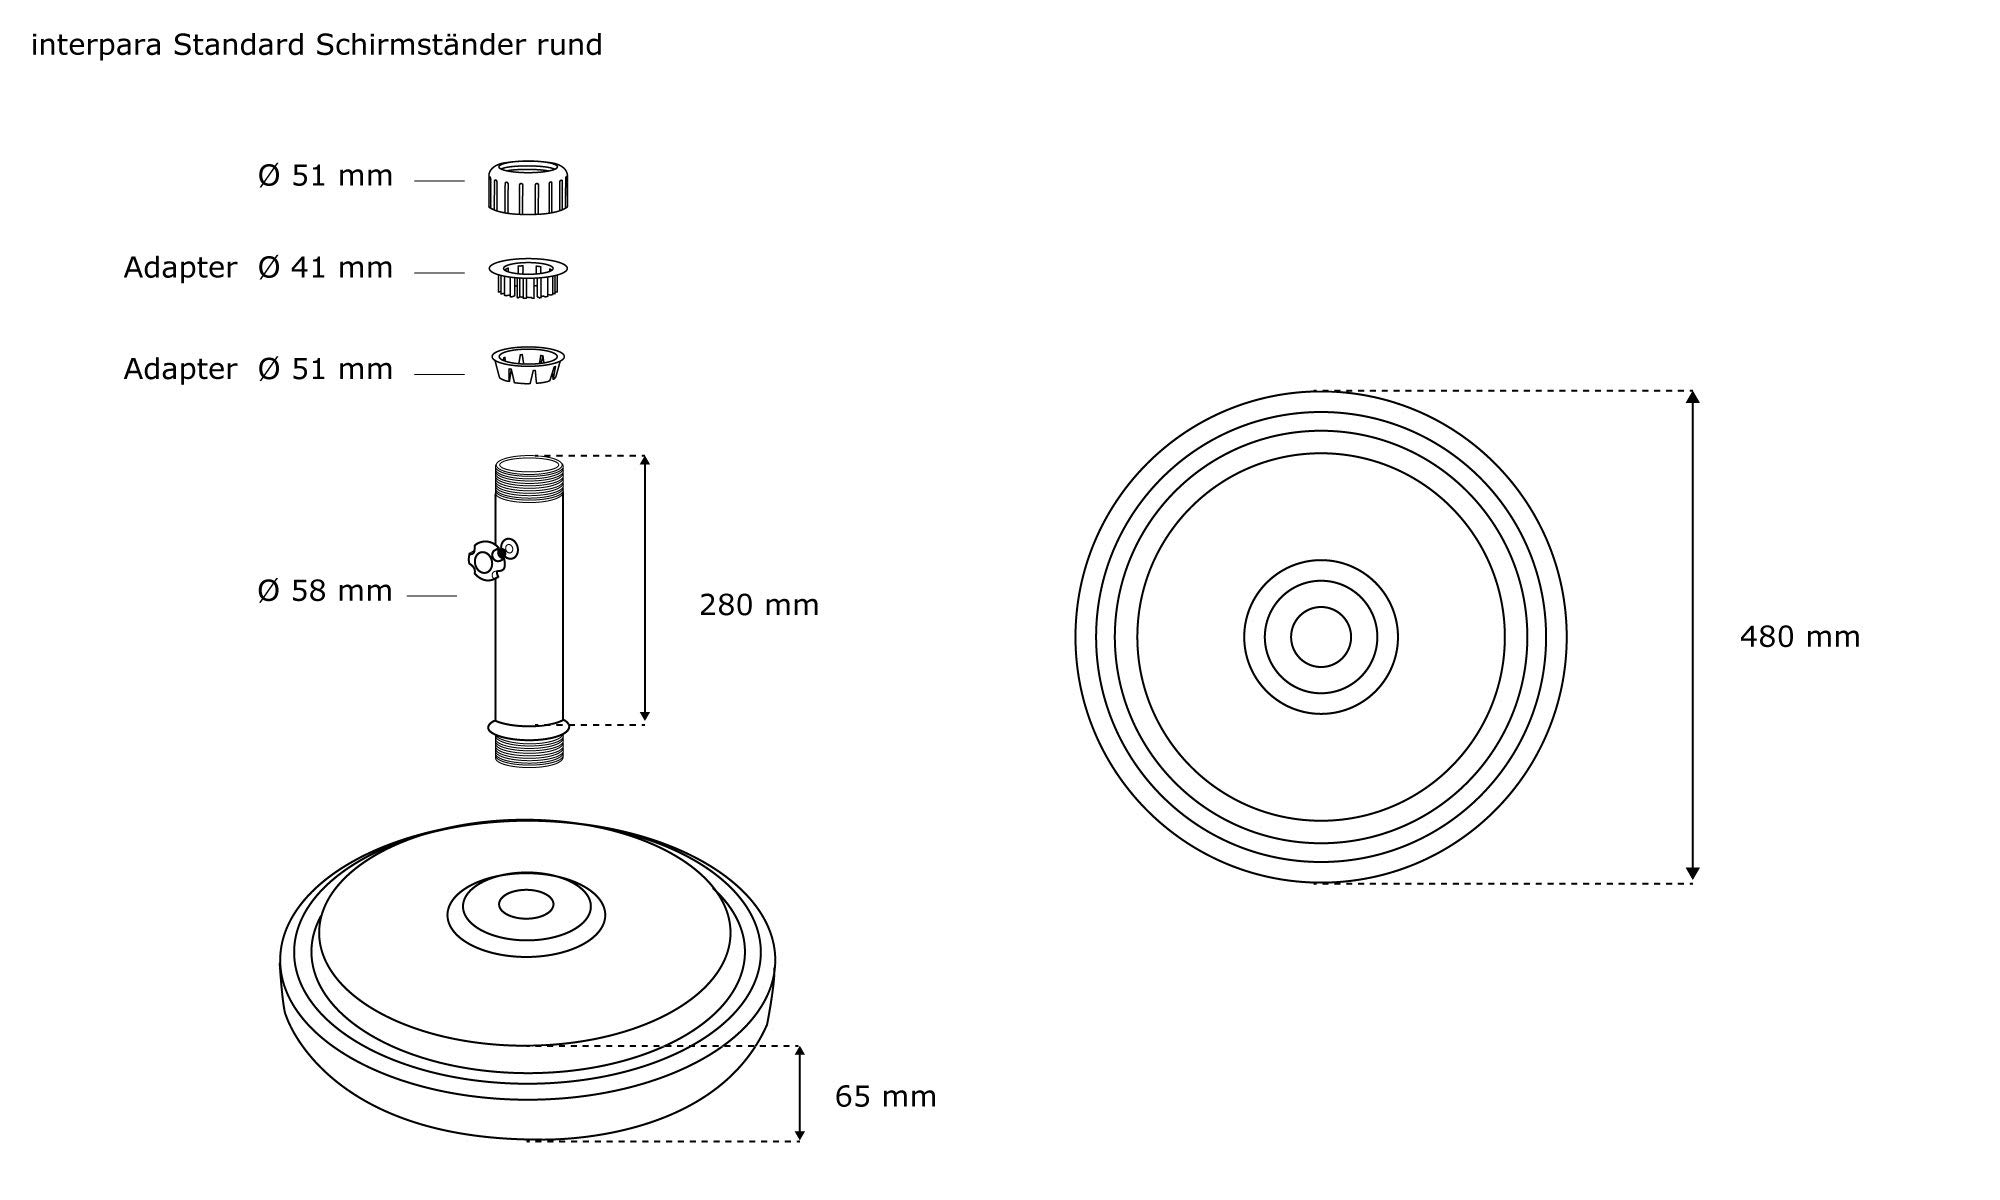 interpara Standard Schirmständer rund
Ø 51 mm
Adapter Ø 41 mm
Adapter Ø 51 mm
Ø 58 mm
280 mm
480 mm
65 mm